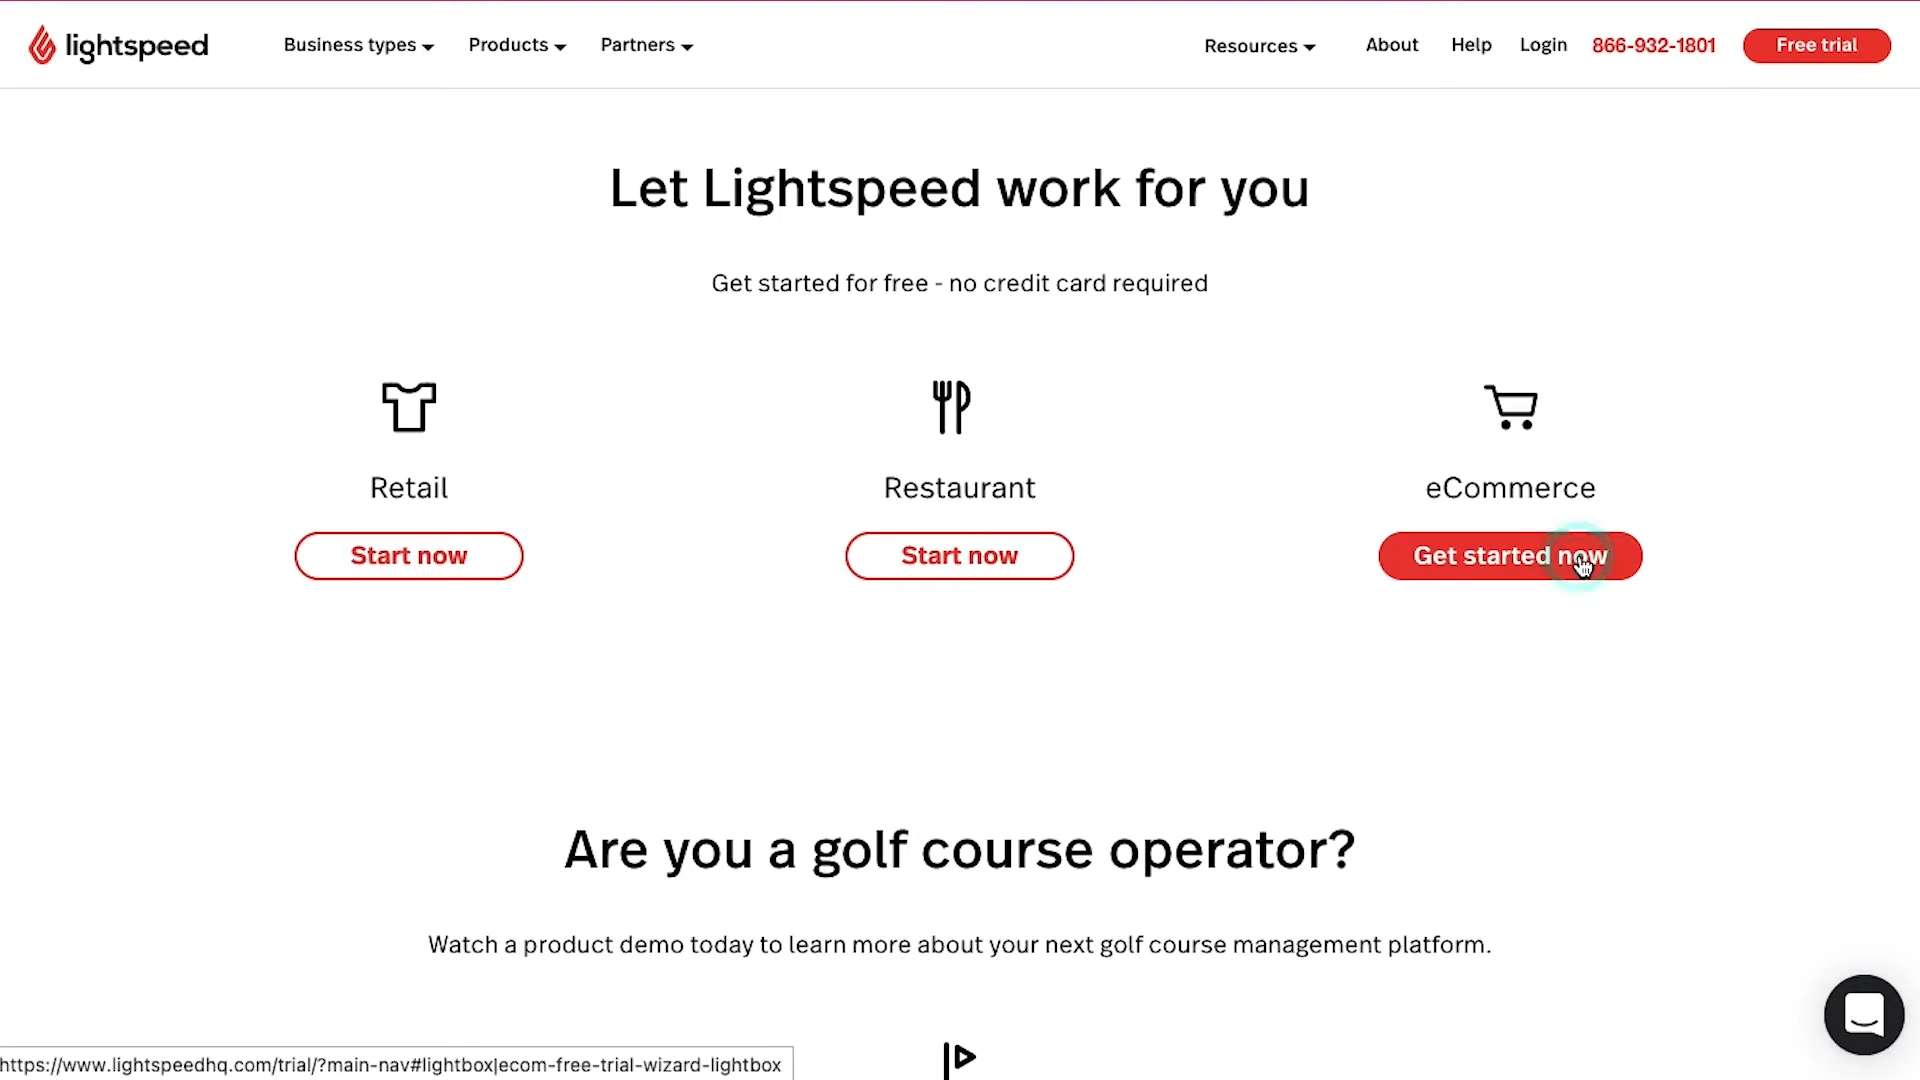 lightspeed
Business types
Products
Partners
Resources
About
Help
Login
866-932-1801
Free trial
Let Lightspeed work for you
Get started for free - no credit card required
Retail
Restaurant
eCommerce
Start now
Start now
Get started now
Are you a golf course operator?
Watch a product demo today to learn more about your next golf course management platform.
https://www.lightspeedhq.com/trial/?main-nav#lightbox|ecom-free-trial-wizard-lightbox